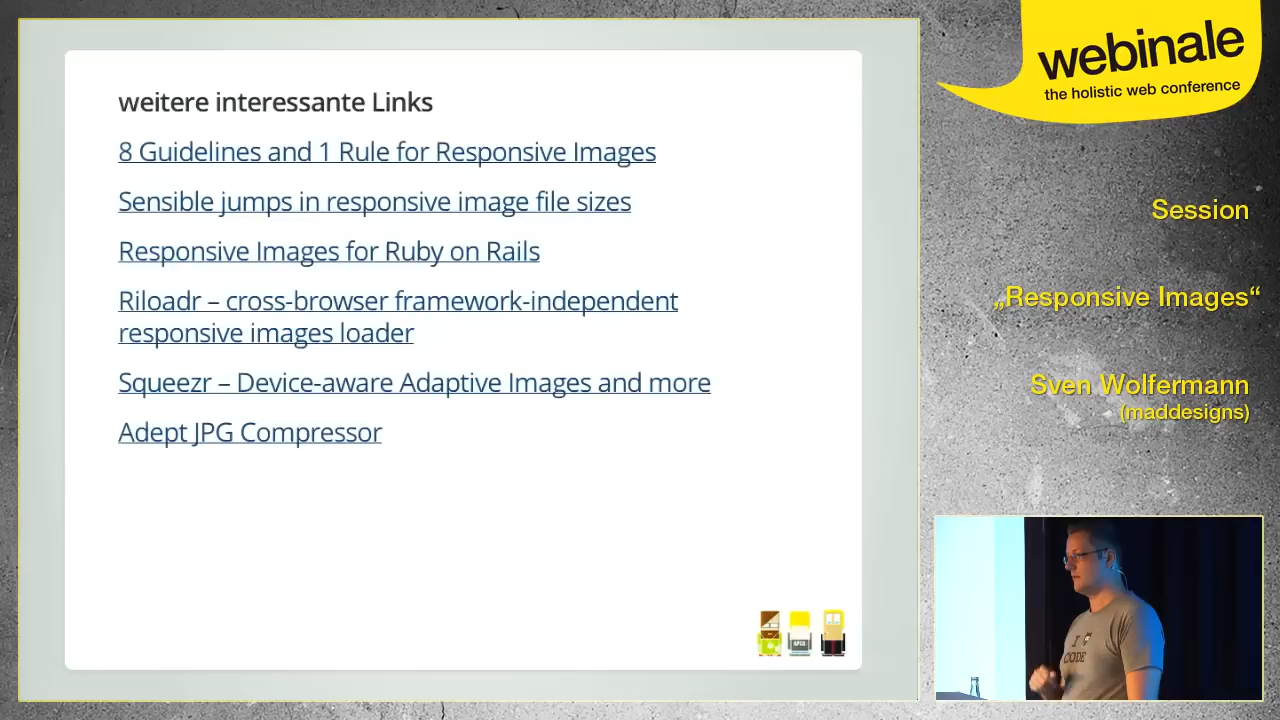 weitere interessante Links
8 Guidelines and 1 Rule for Responsive Images
Sensible jumps in responsive image file sizes
Responsive Images for Ruby on Rails
Riloadr – cross-browser framework-independent
responsive images loader
Squeezr – Device-aware Adaptive Images and more
Adept JPG Compressor
webinale
the holistic web conference
Session
„Responsive Images“
Sven Wolfermann
(maddesigns)
I
CODE